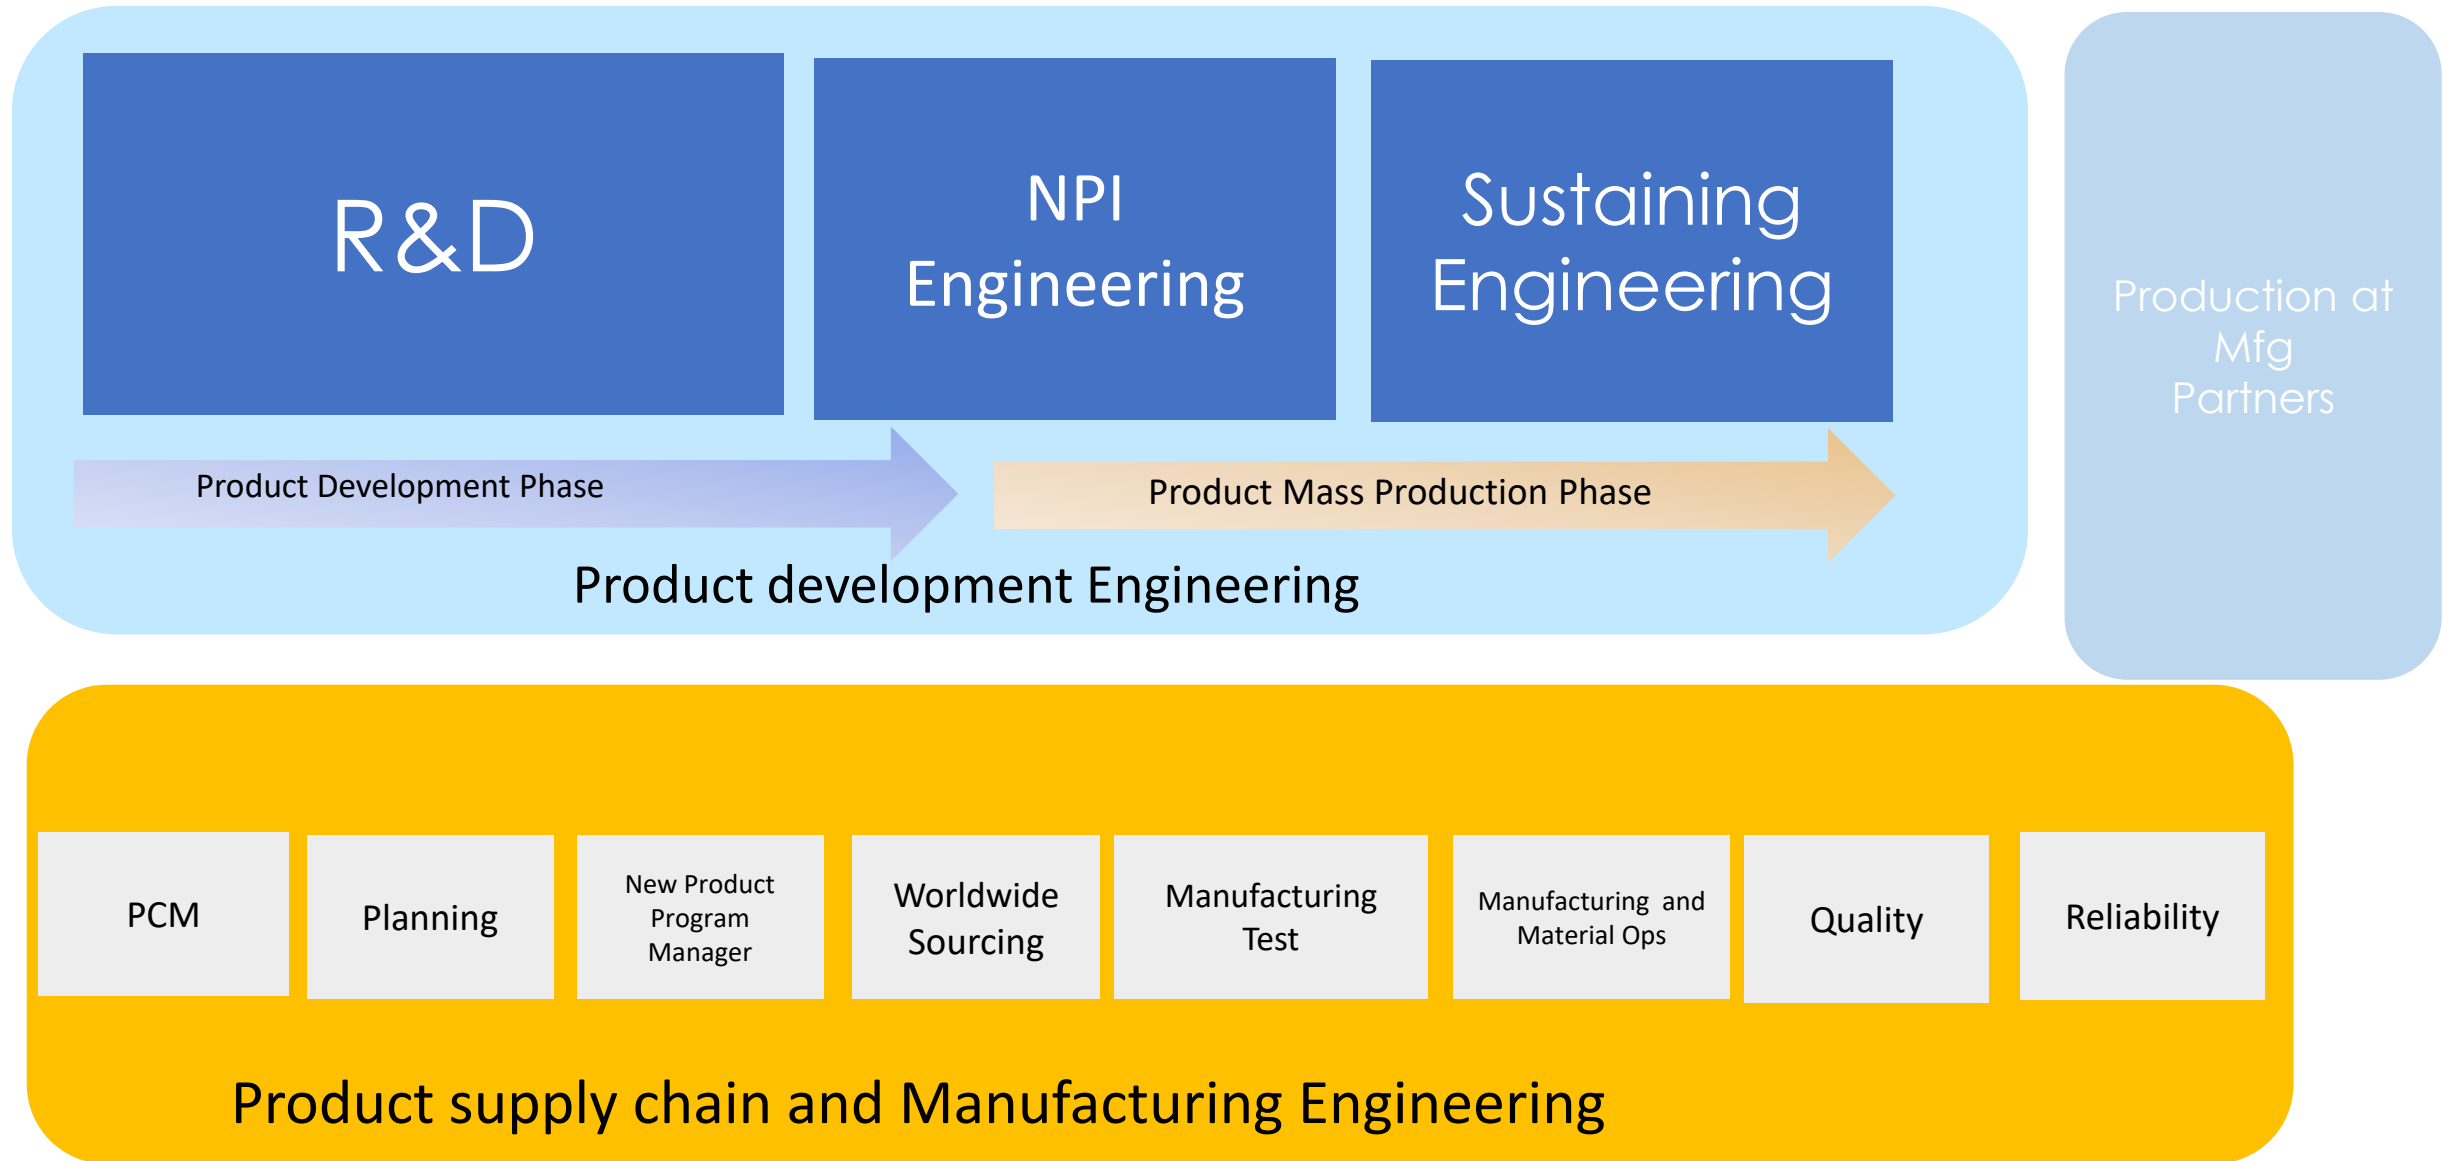 R&D
NPI
Engineering
Sustaining
Engineering
Production at
Mfg
Partners
Product Development Phase
Product Mass Production Phase
Product development Engineering
PCM
Planning
New Product
Program
Manager
Worldwide
Sourcing
Manufacturing
Test
Manufacturing and
Material Ops
Quality
Reliability
Product supply chain and Manufacturing Engineering